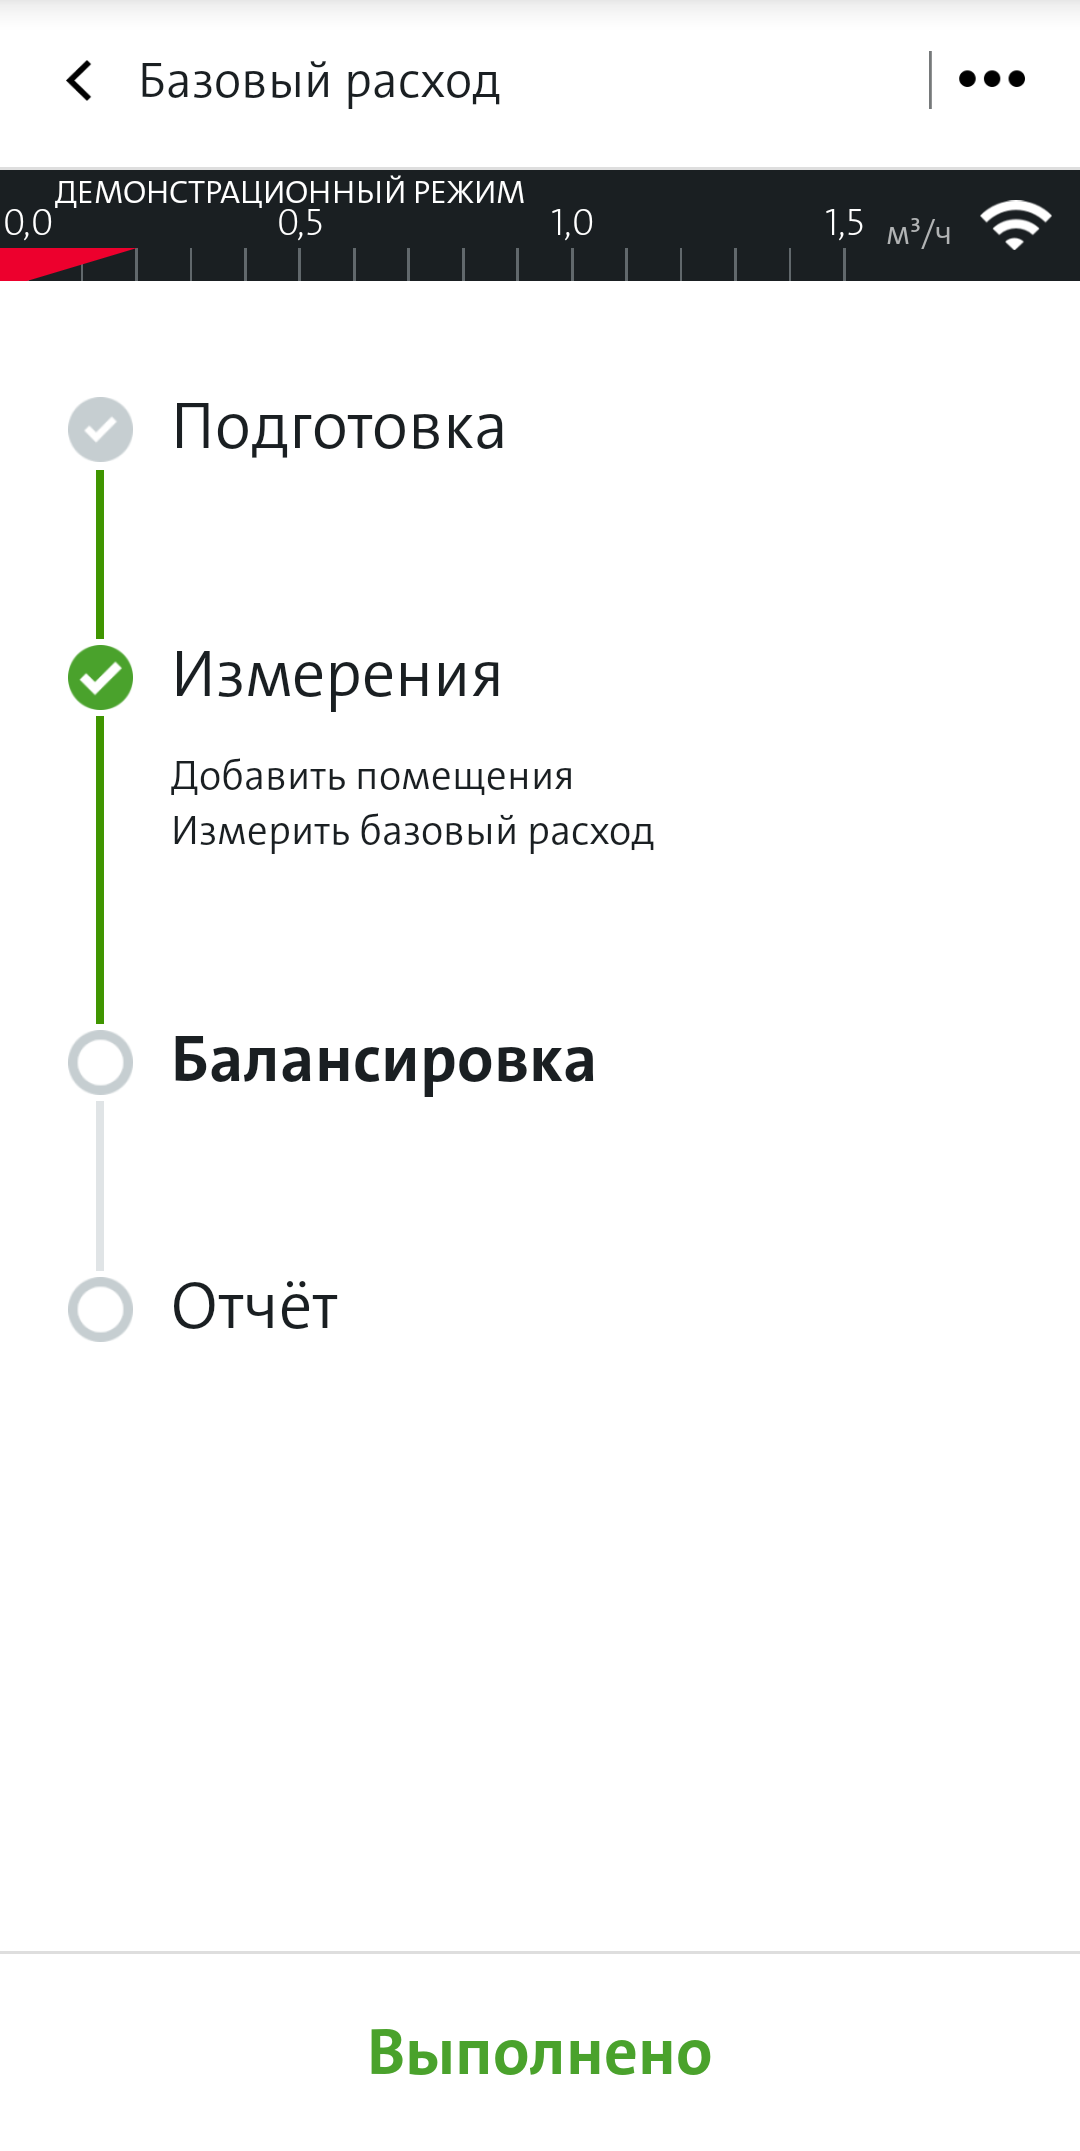 Базовый расход
ДЕМОНСТРАЦИОННЫЙ РЕЖИМ
0,0 0,5 1,0 1,5 м³/ч
Подготовка
Измерения
Добавить помещения
Измерить базовый расход
Балансировка
Отчёт
Выполнено